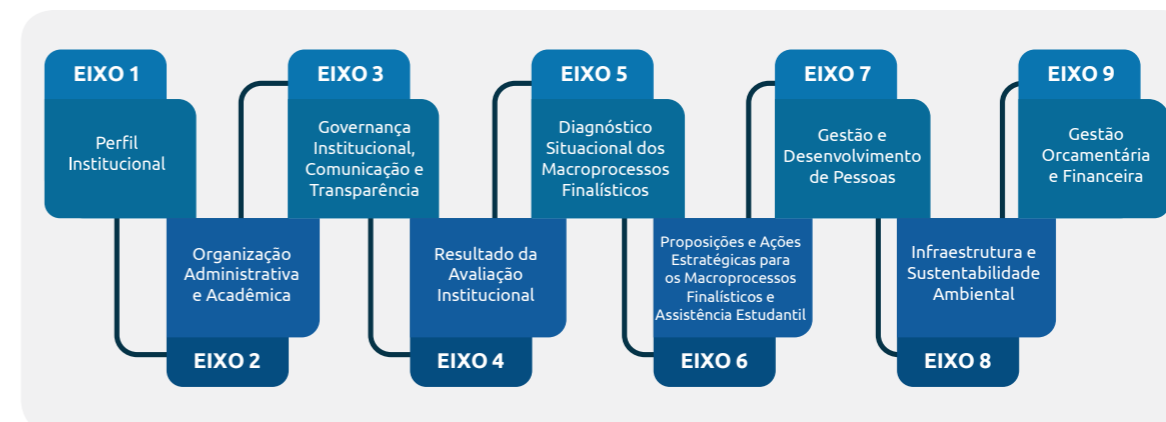 EIXO 1
Perfil
Institucional
Organização
Administrativa
e Acadêmica
EIXO 2
EIXO 3
Governança
Institucional,
Comunicação e
Transparência
Resultado da
Avaliação
Institucional
EIXO 4
EIXO 5
Diagnóstico
Situacional dos
Macroprocessos
Finalísticos
Proposições e Ações
Estratégicas para
os Macroprocessos
Finalísticos e
Assistência Estudantil
EIXO 6
EIXO 7
Gestão e
Desenvolvimento
de Pessoas
Infraestrutura e
Sustentabilidade
Ambiental
EIXO 8
EIXO 9
Gestão
Orcamentária
e Financeira